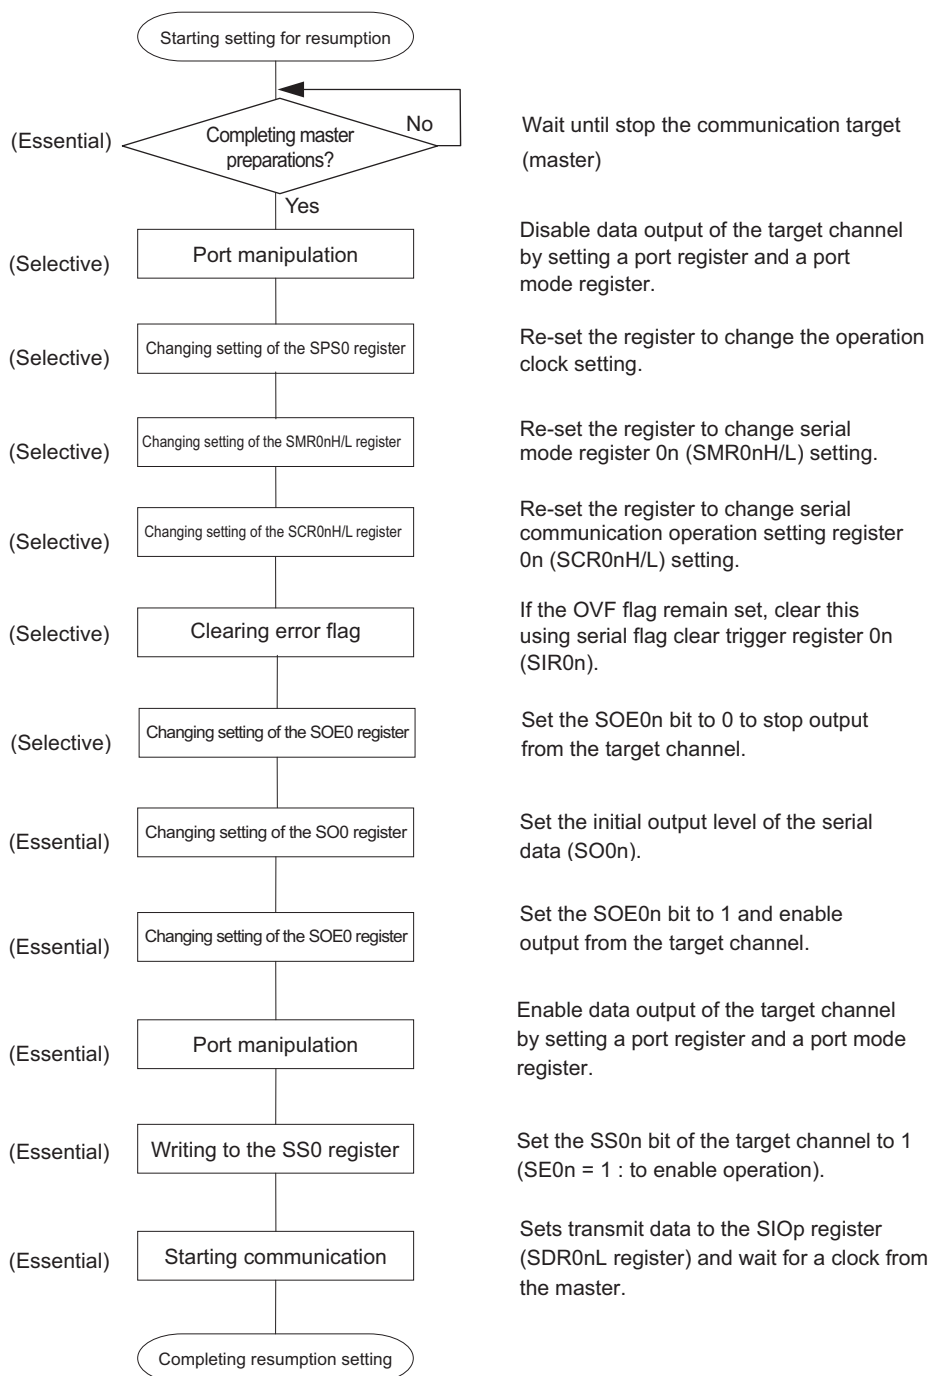 Starting setting for resumption
(Essential)
Completing master
preparations?
No
Yes
Wait until stop the communication target
(master)
(Selective)
Port manipulation
Disable data output of the target channel
by setting a port register and a port
mode register.
(Selective)
Changing setting of the SPS0 register
Re-set the register to change the operation
clock setting.
(Selective)
Changing setting of the SMR0nH/L register
Re-set the register to change serial
mode register 0n (SMR0nH/L) setting.
(Selective)
Changing setting of the SCR0nH/L register
Re-set the register to change serial
communication operation setting register
0n (SCR0nH/L) setting.
(Selective)
Clearing error flag
If the OVF flag remain set, clear this
using serial flag clear trigger register 0n
(SIR0n).
(Selective)
Changing setting of the SOE0 register
Set the SOE0n bit to 0 to stop output
from the target channel.
(Essential)
Changing setting of the SO0 register
Set the initial output level of the serial
data (SO0n).
(Essential)
Changing setting of the SOE0 register
Set the SOE0n bit to 1 and enable
output from the target channel.
(Essential)
Port manipulation
Enable data output of the target channel
by setting a port register and a port mode
register.
(Essential)
Writing to the SS0 register
Set the SS0n bit of the target channel to 1
(SE0n = 1 : to enable operation).
(Essential)
Starting communication
Sets transmit data to the SIOp register
(SDR0nL register) and wait for a clock from
the master.
Completing resumption setting